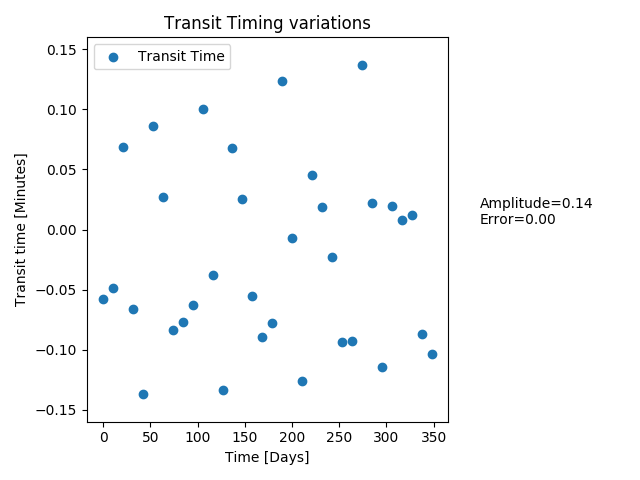 Transit Timing variations
Transit Time
0.15
0.10
0.05
0.00
−0.05
−0.10
−0.15
Transit time [Minutes]
Amplitude=0.14
Error=0.00
0 50 100 150 200 250 300 350
Time [Days]